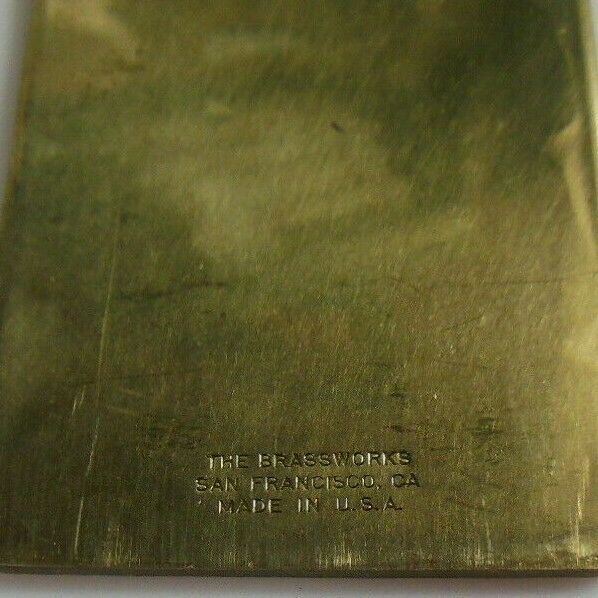 THE BRASSWORKS
SAN FRANCISCO, CA
MADE IN U.S.A.